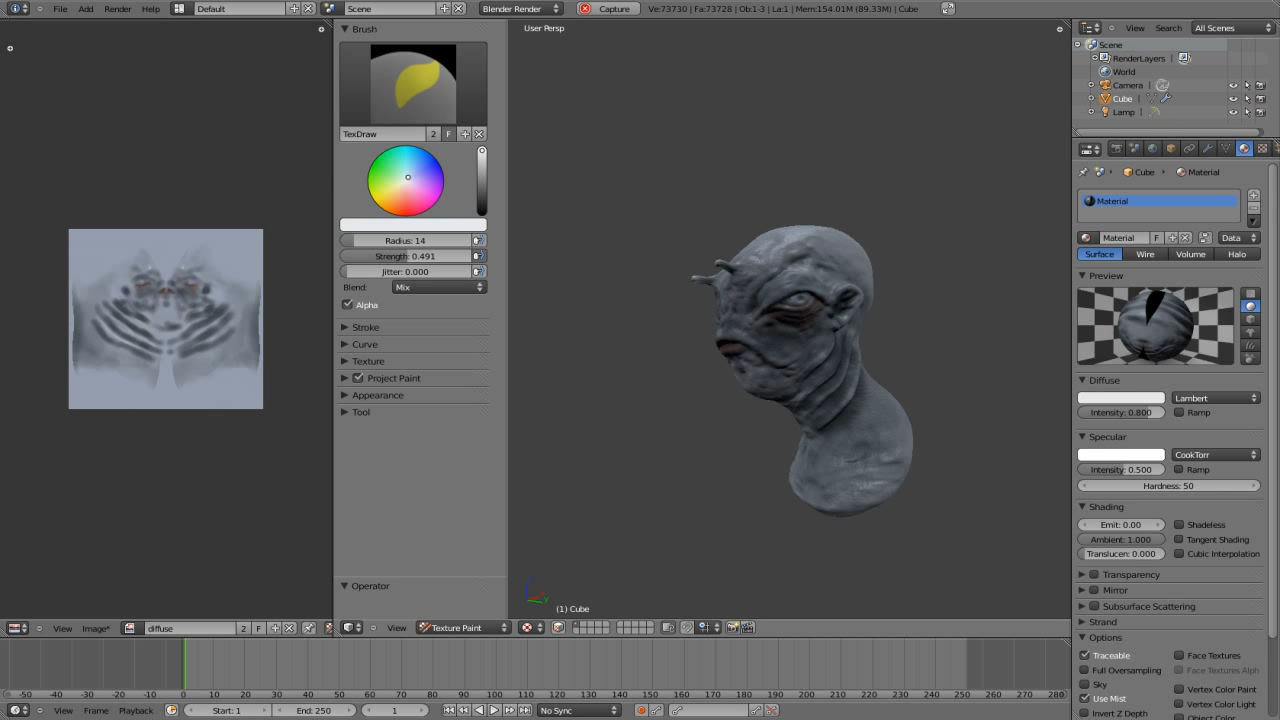 File Add Render Help Default Scene Blender Render Capture Ve:73730 | Fa:73728 | Ob:1-3 | La:1 | Mem:154.01M (89.33M) | Cube
User Persp
Brush
TexDraw 2 F
Radius: 14
Strength: 0.491
Jitter: 0.000
Blend: Mix
Alpha
Stroke
Curve
Texture
Project Paint
Appearance
Tool
Operator
(1) Cube
View Image* diffuse 2 F
View Texture Paint
-50 -40 -30 -20 -10 0 10 20 30 40 50 60 70 80 90 100 110 120 130 140 150 160 170 180 190 200 210 220 230 240 250 260 270 280
View Frame Playback Start: 1 End: 250 1 No Sync
View Search All Scenes
Scene
RenderLayers |
World
Camera |
Cube |
Lamp |
Cube Material
Material
Material F Data
Surface Wire Volume Halo
Preview
Diffuse
Lambert
Intensity: 0.800 Ramp
Specular
CookTorr
Intensity: 0.500 Ramp
Hardness: 50
Shading
Emit: 0.00 Shadeless
Ambient: 1.000 Tangent Shading
Translucen: 0.000 Cubic Interpolation
Transparency
Mirror
Subsurface Scattering
Strand
Options
Traceable Face Textures
Full Oversampling Face Textures Alph
Sky Vertex Color Paint
Use Mist Vertex Color Light
Invert Z Depth Object Color